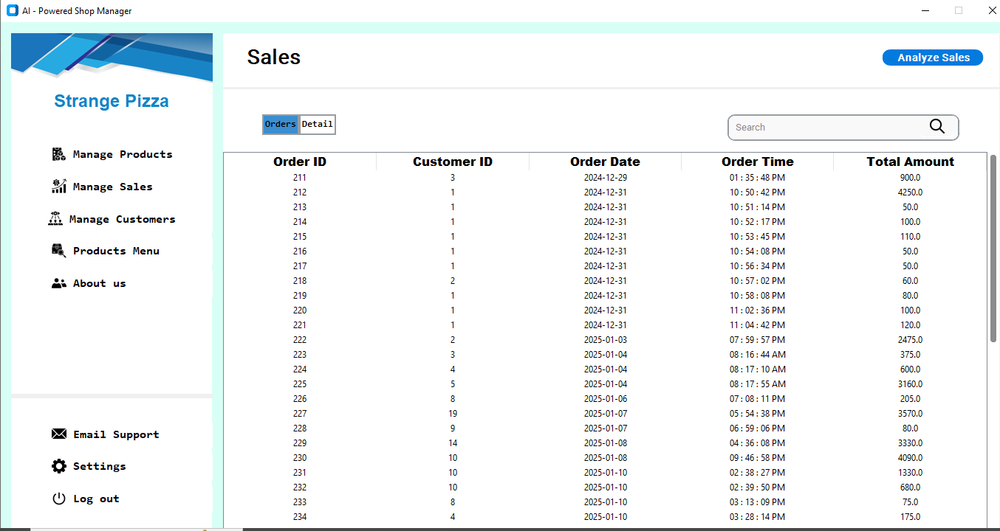 AI - Powered Shop Manager
Strange Pizza
Manage Products
Manage Sales
Manage Customers
Products Menu
About us
Email Support
Settings
Log out
Sales
Analyze Sales
Orders Detail
Search
Order ID Customer ID Order Date Order Time Total Amount
211 3 2024-12-29 01 : 35 : 48 PM 900.0
212 1 2024-12-31 10 : 50 : 42 PM 4250.0
213 1 2024-12-31 10 : 51 : 14 PM 50.0
214 1 2024-12-31 10 : 52 : 17 PM 100.0
215 1 2024-12-31 10 : 53 : 45 PM 110.0
216 1 2024-12-31 10 : 54 : 08 PM 50.0
217 1 2024-12-31 10 : 56 : 34 PM 50.0
218 2 2024-12-31 10 : 57 : 02 PM 60.0
219 1 2024-12-31 10 : 58 : 08 PM 80.0
220 1 2024-12-31 11 : 02 : 36 PM 100.0
221 1 2024-12-31 11 : 04 : 42 PM 120.0
222 2 2025-01-03 07 : 59 : 57 PM 2475.0
223 3 2025-01-04 08 : 16 : 44 AM 375.0
224 4 2025-01-04 08 : 17 : 10 AM 600.0
225 5 2025-01-04 08 : 17 : 55 AM 3160.0
226 8 2025-01-06 07 : 08 : 11 PM 205.0
227 19 2025-01-07 05 : 54 : 38 PM 3570.0
228 9 2025-01-07 06 : 59 : 06 PM 80.0
229 14 2025-01-08 04 : 36 : 08 PM 3330.0
230 10 2025-01-08 09 : 46 : 58 PM 4090.0
231 10 2025-01-10 02 : 38 : 27 PM 1330.0
232 10 2025-01-10 02 : 39 : 50 PM 680.0
233 8 2025-01-10 03 : 13 : 09 PM 75.0
234 4 2025-01-10 03 : 28 : 14 PM 175.0